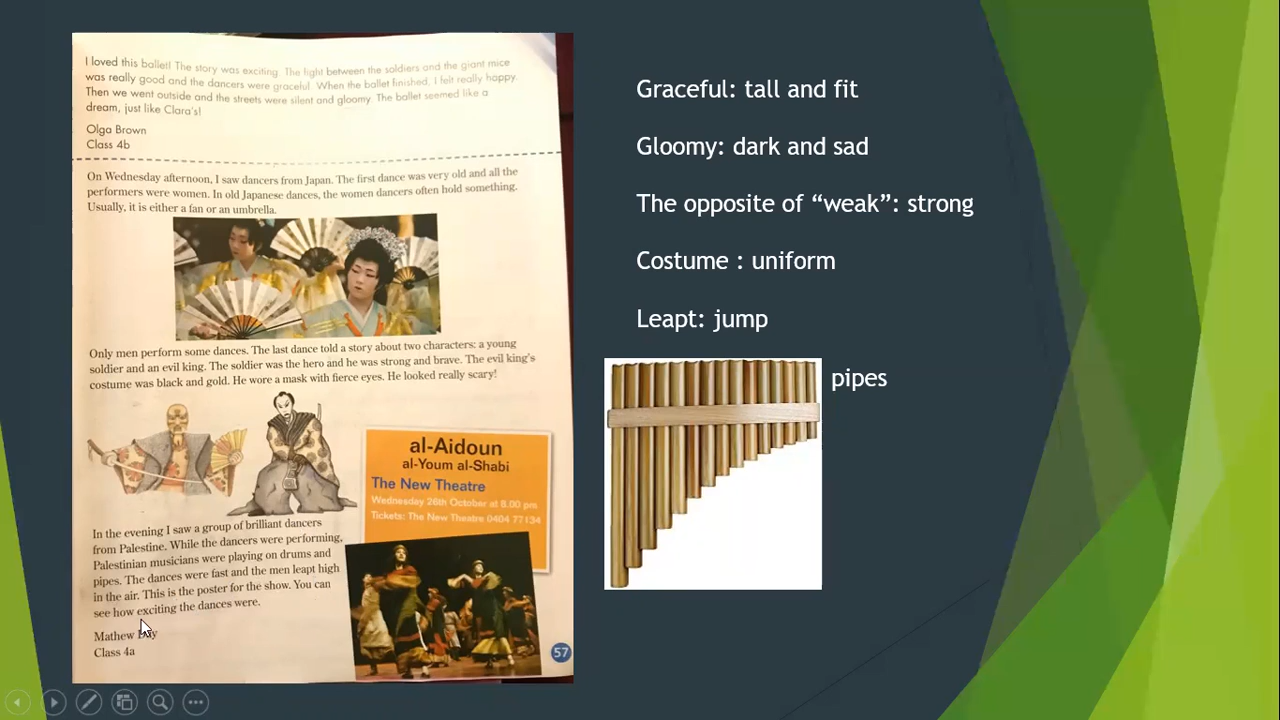 I loved this ballet! The story was exciting. The fight between the soldiers and the giant mice
was really good and the dancers were graceful. When the ballet finished, I felt really happy.
Then we went outside and the streets were silent and gloomy. The ballet seemed like a
dream, just like Clara's!
Olga Brown
Class 4b
On Wednesday afternoon, I saw dancers from Japan. The first dance was very old and all the
performers were women. In old Japanese dances, the women dancers often hold something.
Usually, it is either a fan or an umbrella.
Only men perform some dances. The last dance told a story about two characters: a young
soldier and an evil king. The soldier was the hero and he was strong and brave. The evil king's
costume was black and gold. He wore a mask with fierce eyes. He looked really scary!
al-Aidoun
al-Youm al-Shabi
The New Theatre
Wednesday 26th October at 8.00 pm
Tickets: The New Theatre 0404 77134
In the evening I saw a group of brilliant dancers
from Palestine. While the dancers were performing,
Palestinian musicians were playing on drums and
pipes. The dances were fast and the men leapt high
in the air. This is the poster for the show. You can
see how exciting the dances were.
Mathew
Class 4a
57
Graceful: tall and fit
Gloomy: dark and sad
The opposite of “weak”: strong
Costume : uniform
Leapt: jump
pipes